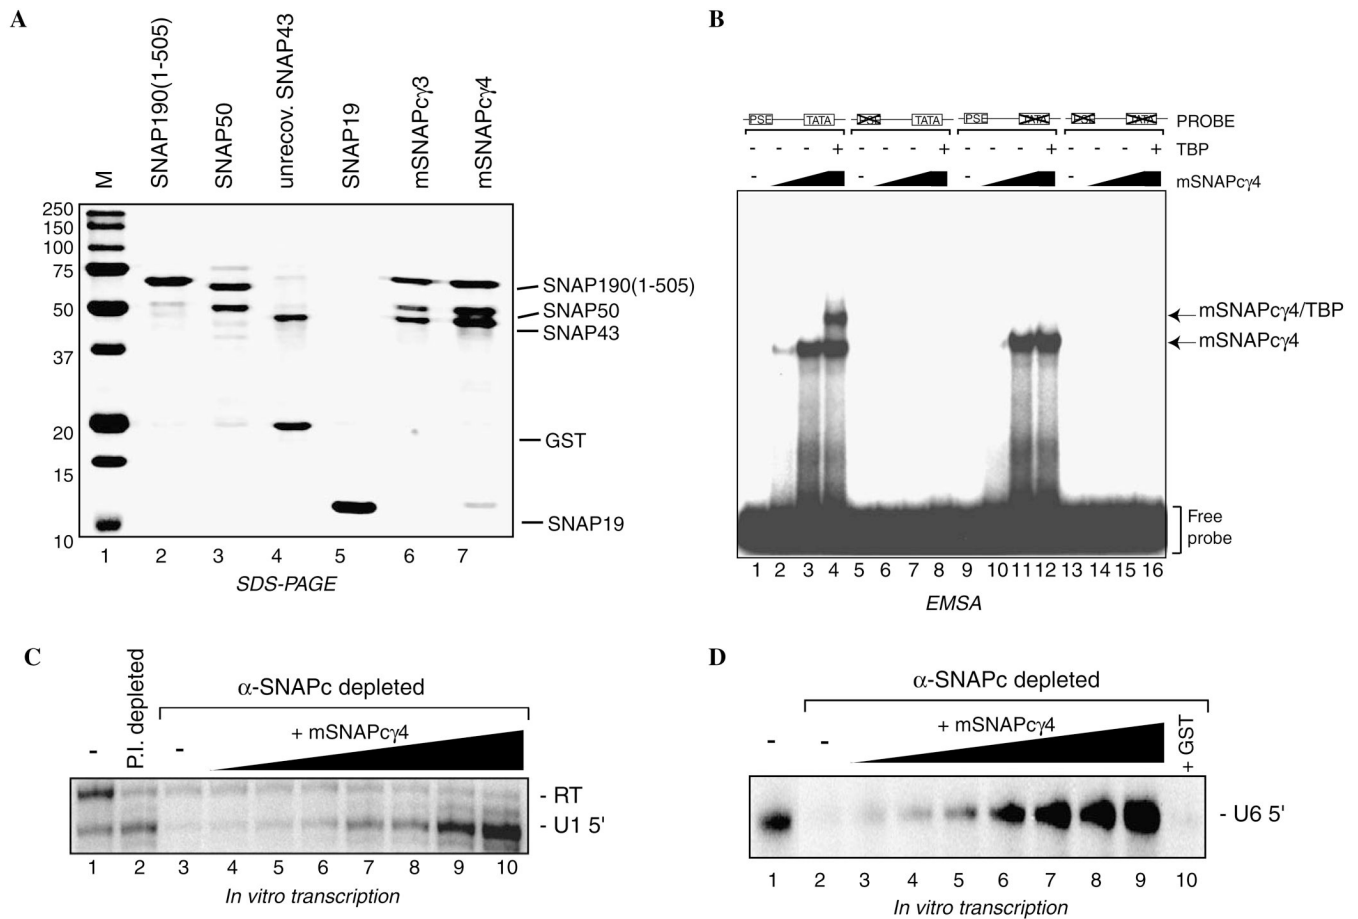 A
M
SNAP190(1-505)
SNAP50
unrecov. SNAP43
SNAP19
mSNAPcγ3
mSNAPcγ4
250
150
100
75
50
37
20
15
10
SNAP190(1-505)
SNAP50
SNAP43
GST
SNAP19
1 2 3 4 5 6 7
SDS-PAGE
B
PSE TATA TATA PSE PROBE
- - - + - - - + - - - + - - - + TBP
- - - - mSNAPcγ4
mSNAPcγ4/TBP
mSNAPcγ4
Free
probe
1 2 3 4 5 6 7 8 9 10 11 12 13 14 15 16
EMSA
C
- P.I. depleted
α-SNAPc depleted
- + mSNAPcγ4
- RT
- U1 5'
1 2 3 4 5 6 7 8 9 10
In vitro transcription
D
α-SNAPc depleted
- - + mSNAPcγ4 + GST
- U6 5'
1 2 3 4 5 6 7 8 9 10
In vitro transcription